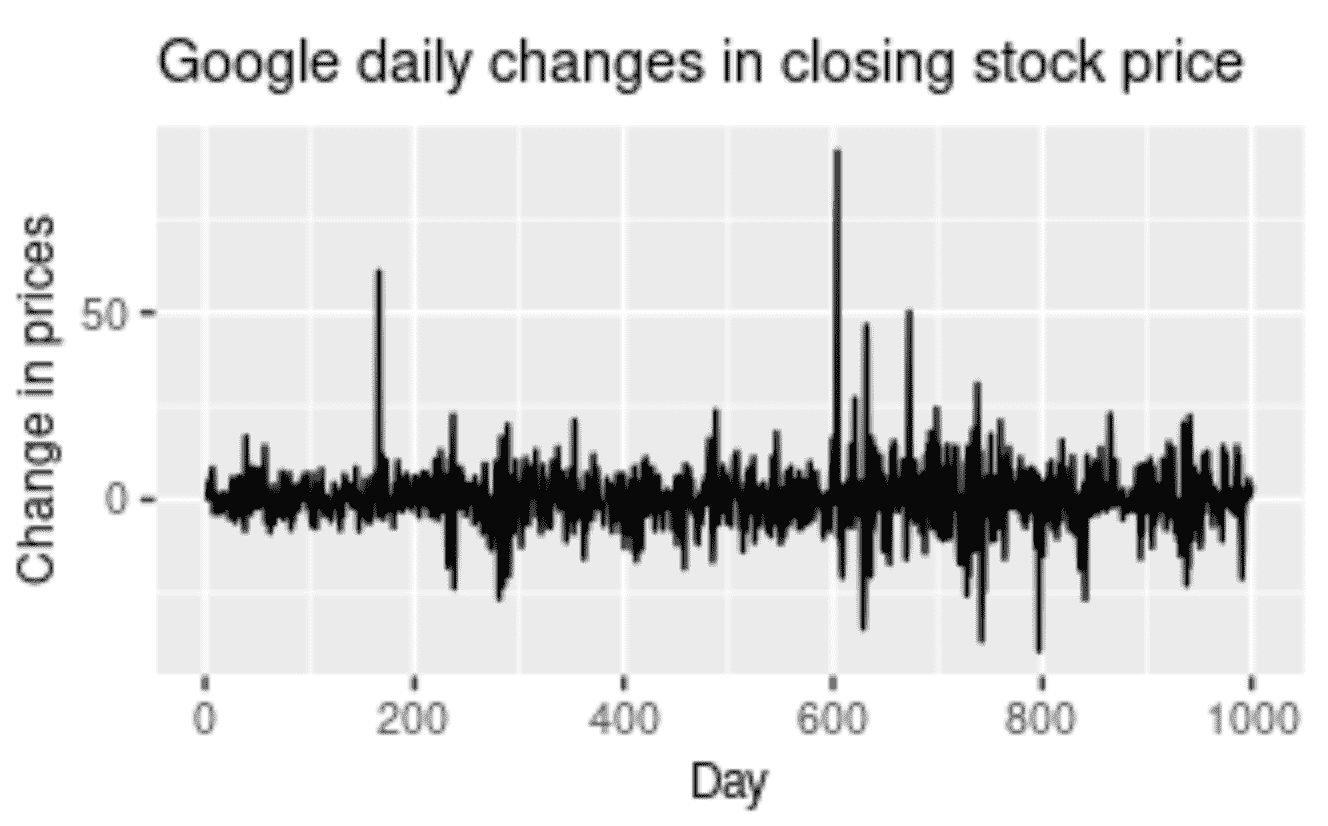 Google daily changes in closing stock price
Change in prices
50
0
0 200 400 600 800 1000
Day